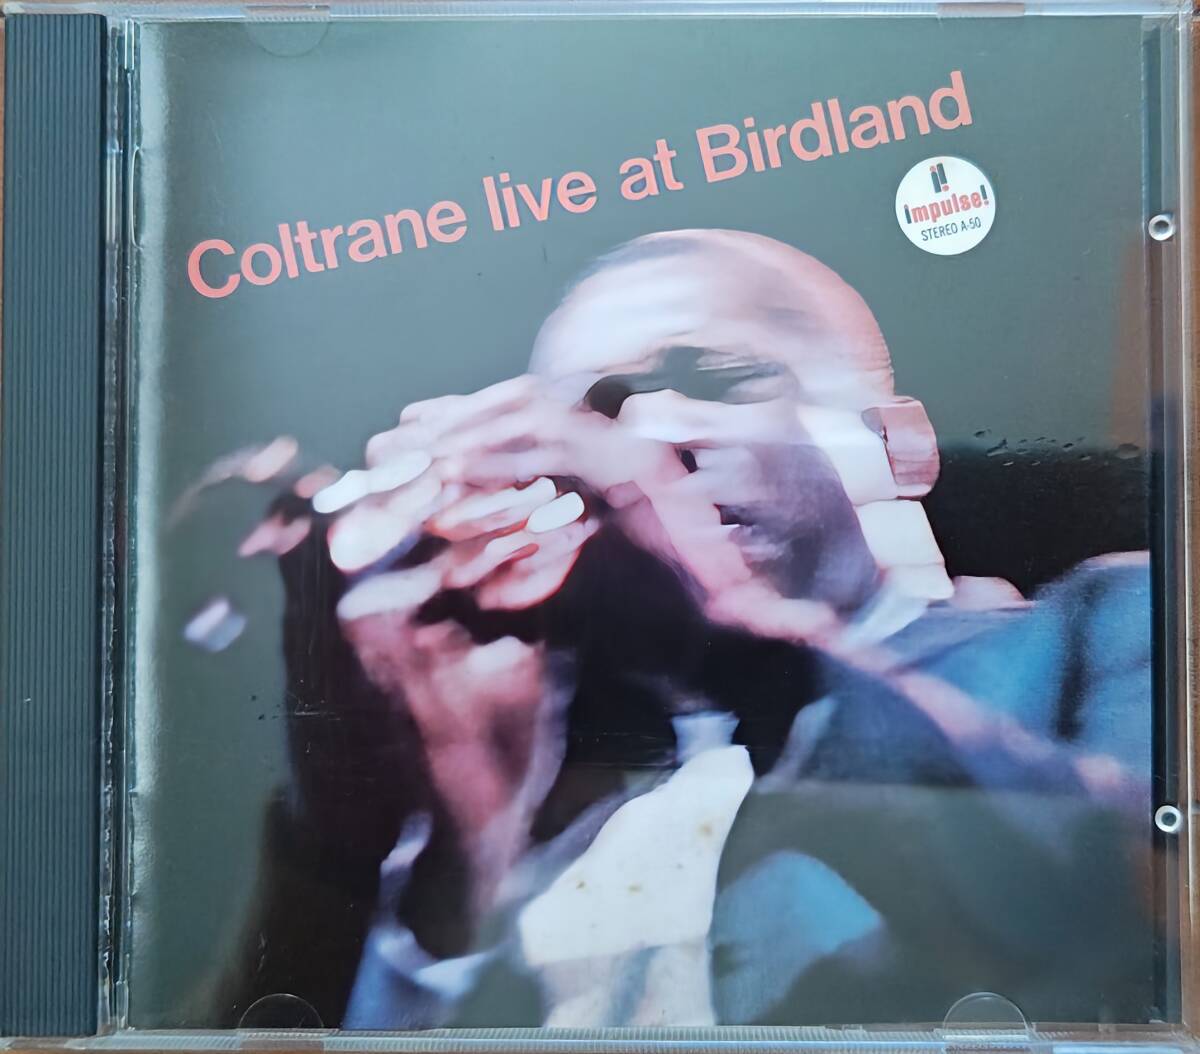 Coltrane live at Birdland
i!
impulse!
STEREO A-50